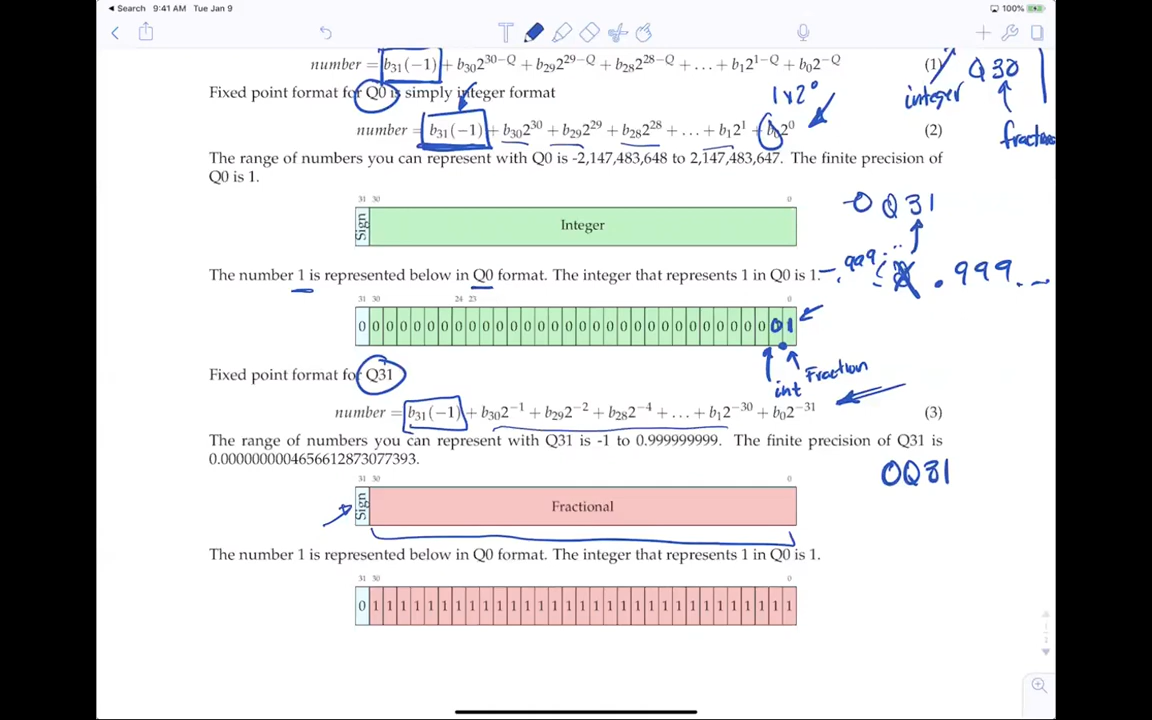 Search 9:41 AM Tue Jan 9 100%
number = b31(−1) + b30 2^30−Q + b29 2^29−Q + b28 2^28−Q + ... + b1 2^1−Q + b0 2^−Q (1)
Q30
integer
Fixed point format for Q0 is simply integer format
1x2^0
number = b31(−1) + b30 2^30 + b29 2^29 + b28 2^28 + ... + b1 2^1 + b0 2^0 (2)
The range of numbers you can represent with Q0 is -2,147,483,648 to 2,147,483,647. The finite precision of
Q0 is 1.
31 30 0
Sign Integer
Q31
The number 1 is represented below in Q0 format. The integer that represents 1 in Q0 is 1.
.999...
31 30 24 23 0
0 0 0 0 0 0 0 0 0 0 0 0 0 0 0 0 0 0 0 0 0 0 0 0 0 0 0 0 0 0 0 1
int Fraction
Fixed point format for Q31
number = b31(−1) + b30 2^−1 + b29 2^−2 + b28 2^−4 + ... + b1 2^−30 + b0 2^−31 (3)
The range of numbers you can represent with Q31 is -1 to 0.999999999. The finite precision of Q31 is
0.0000000004656612873077393.
0Q31
31 30 0
Sign Fractional
The number 1 is represented below in Q0 format. The integer that represents 1 in Q0 is 1.
31 30 0
0 1 1 1 1 1 1 1 1 1 1 1 1 1 1 1 1 1 1 1 1 1 1 1 1 1 1 1 1 1 1 1